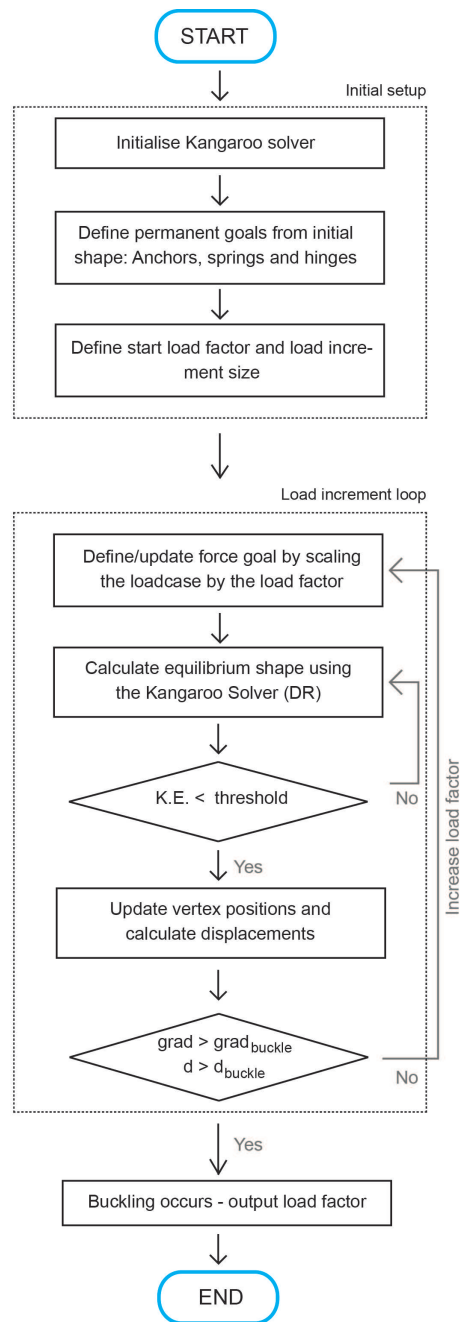 START
Initial setup
Initialise Kangaroo solver
Define permanent goals from initial
shape: Anchors, springs and hinges
Define start load factor and load incre-
ment size
Load increment loop
Define/update force goal by scaling
the loadcase by the load factor
Calculate equilibrium shape using
the Kangaroo Solver (DR)
K.E. < threshold
No
Yes
Increase load factor
Update vertex positions and
calculate displacements
grad > grad_buckle
d > d_buckle
No
Yes
Buckling occurs - output load factor
END